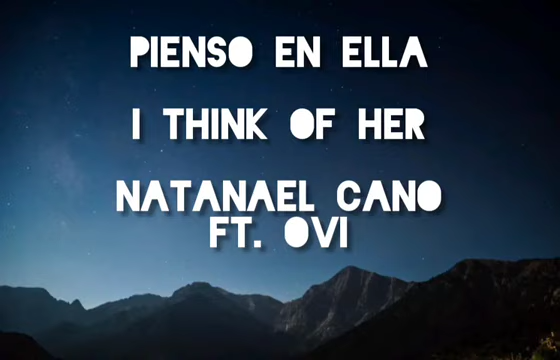 PIENSO EN ELLA
I THINK OF HER
NATANAEL CANO
FT. OVI